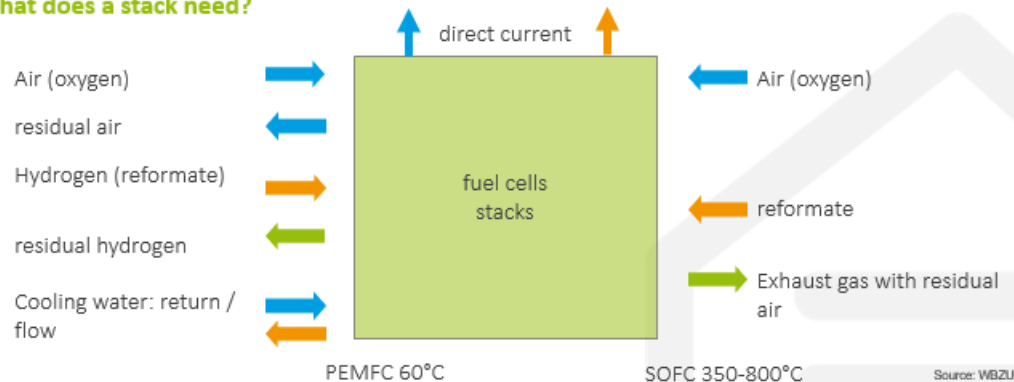 hat does a stack need?
direct current
Air (oxygen)
residual air
Hydrogen (reformate)
residual hydrogen
Cooling water: return /
flow
fuel cells
stacks
Air (oxygen)
reformate
Exhaust gas with residual
air
PEMFC 60°C
SOFC 350-800°C
Source: WBZU